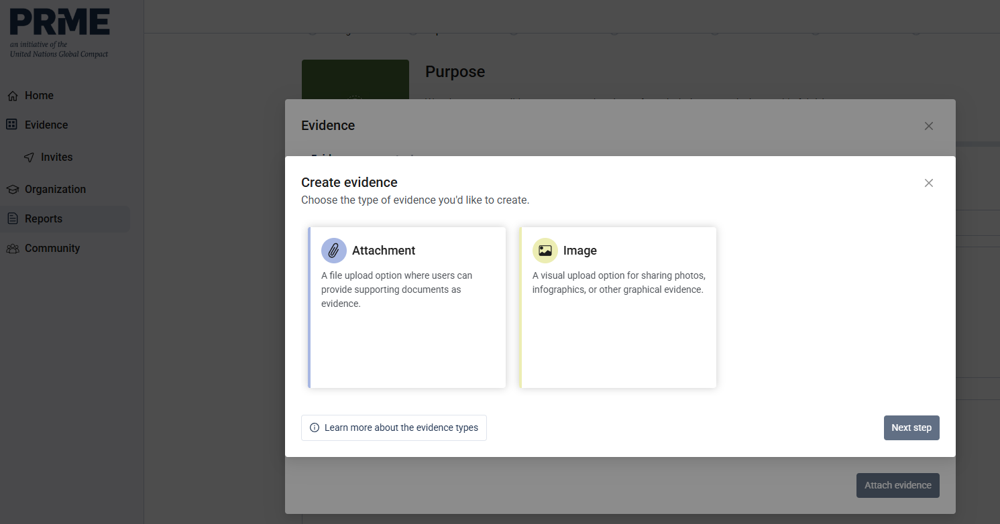 PRME
an initiative of the
United Nations Global Compact
Home
Evidence
Invites
Organization
Reports
Community
Purpose
Evidence
Create evidence
Choose the type of evidence you'd like to create.
Attachment
A file upload option where users can
provide supporting documents as
evidence.
Image
A visual upload option for sharing photos,
infographics, or other graphical evidence.
Learn more about the evidence types
Next step
Attach evidence